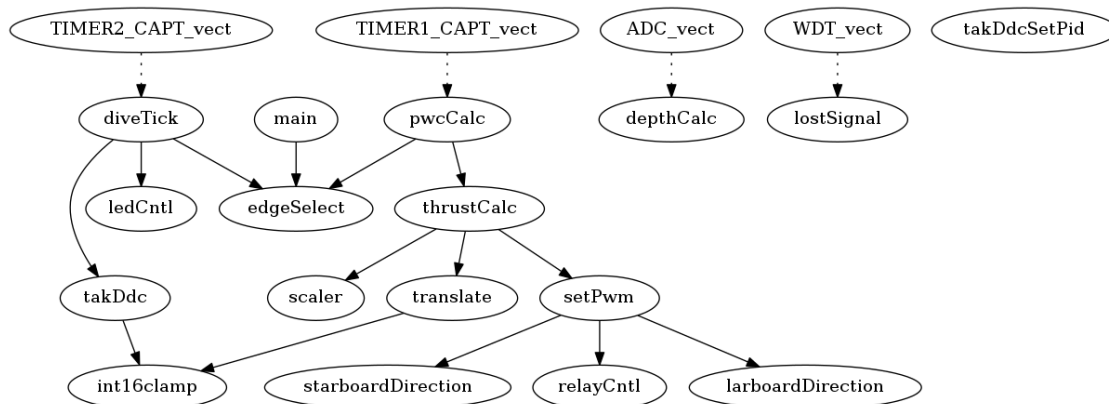 TIMER2_CAPT_vect
TIMER1_CAPT_vect
ADC_vect
WDT_vect
takDdcSetPid
diveTick
main
pwcCalc
depthCalc
lostSignal
ledCntl
edgeSelect
thrustCalc
takDdc
scaler
translate
setPwm
int16clamp
starboardDirection
relayCntl
larboardDirection